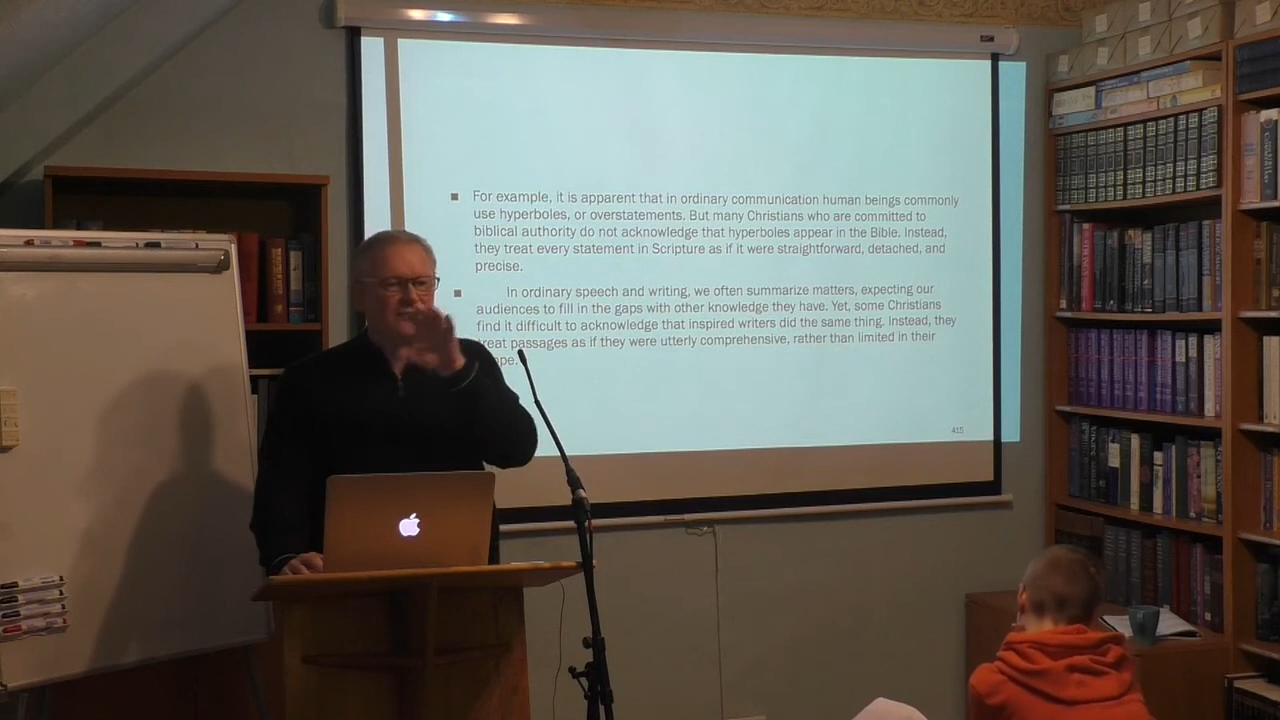 For example, it is apparent that in ordinary communication human beings commonly
use hyperboles, or overstatements. But many Christians who are committed to
biblical authority do not acknowledge that hyperboles appear in the Bible. Instead,
they treat every statement in Scripture as if it were straightforward, detached, and
precise.
In ordinary speech and writing, we often summarize matters, expecting our
audiences to fill in the gaps with other knowledge they have. Yet, some Christians
find it difficult to acknowledge that inspired writers did the same thing. Instead, they
treat passages as if they were utterly comprehensive, rather than limited in their
415